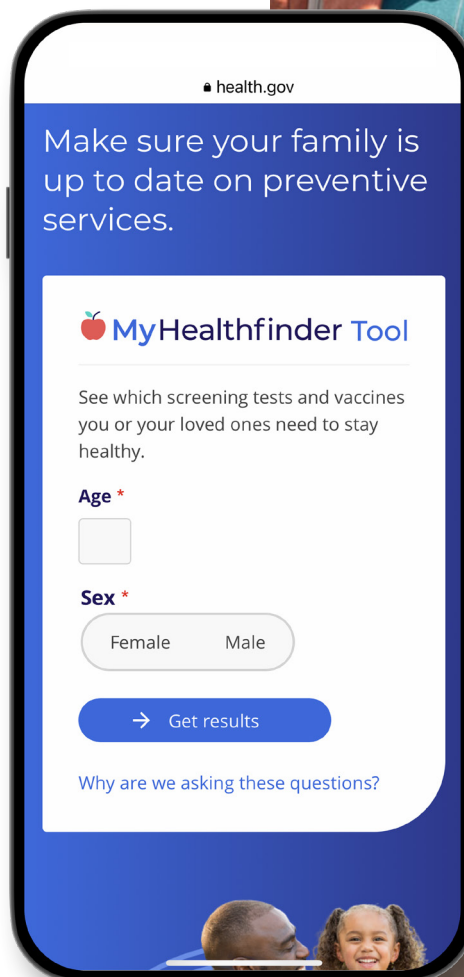 health.gov
Make sure your family is
up to date on preventive
services.
MyHealthfinder Tool
See which screening tests and vaccines
you or your loved ones need to stay
healthy.
Age *
Sex *
Female Male
→ Get results
Why are we asking these questions?